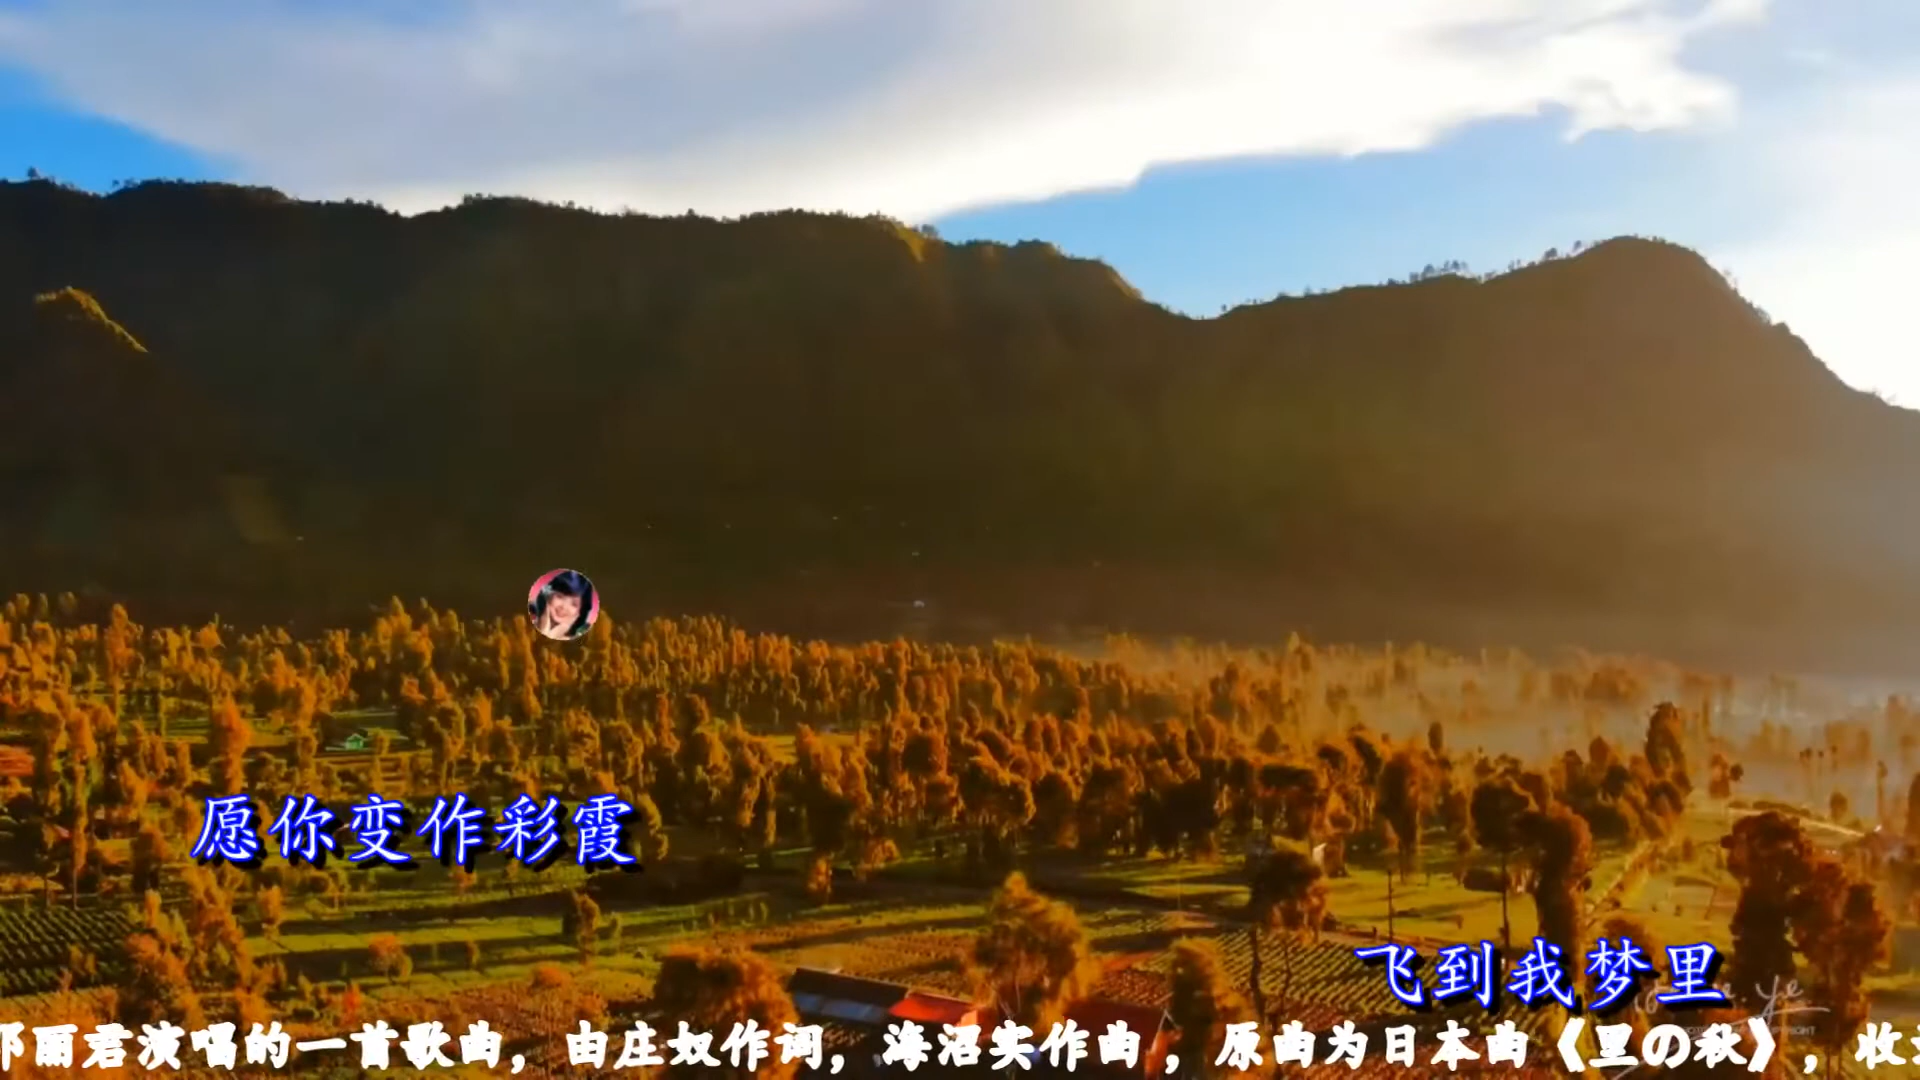 愿你变作彩霞
飞到我梦里
邓丽君演唱的一首歌曲，由庄奴作词，海沼实作曲，原曲为日本曲《里の秋》，收